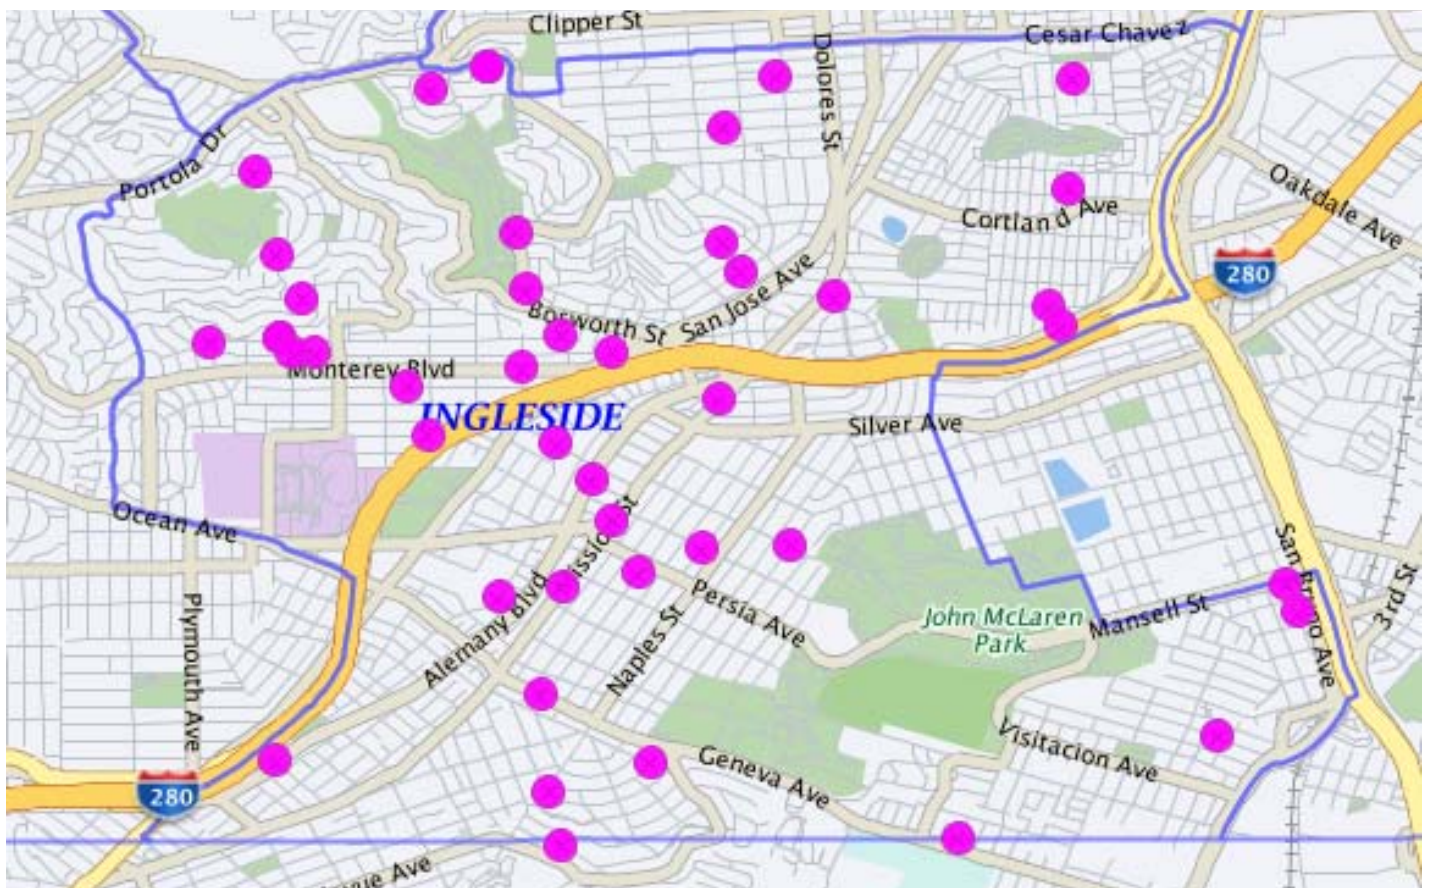 Clipper St
Cesar Chavez
Dolores St
Portola Dr
Oakdale Ave
Cortland Ave
280
San Jose Ave
Bosworth St
Monterey Blvd
INGLESIDE
Silver Ave
Ocean Ave
Mission St
San Bruno Ave
3rd St
Persia Ave
John McLaren
Park
Mansell St
Alemany Blvd
Naples St
Plymouth Ave
Visitacion Ave
Geneva Ave
280
Ave